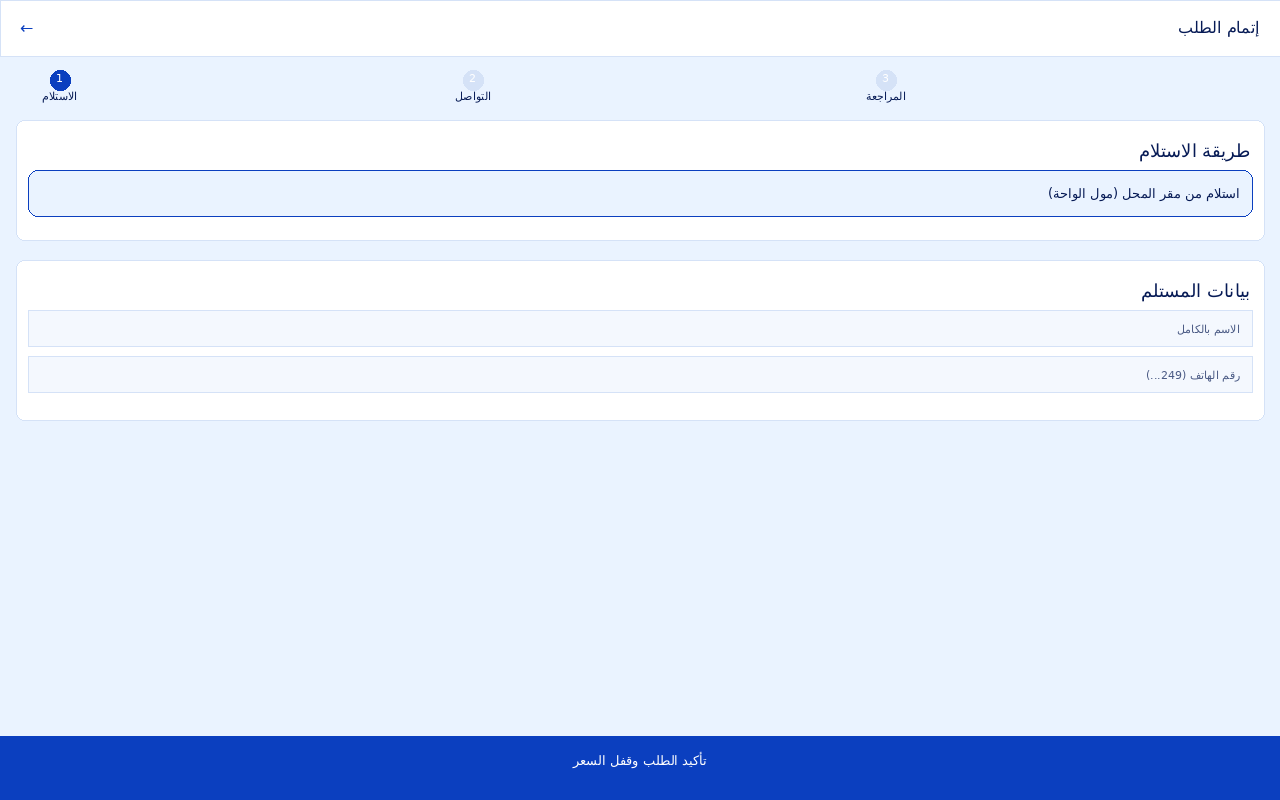 إتمام الطلب
←
1
الاستلام
2
التواصل
3
المراجعة
طريقة الاستلام
استلام من مقر المحل (مول الواحة)
بيانات المستلم
الاسم بالكامل
رقم الهاتف (249...)
تأكيد الطلب وقفل السعر